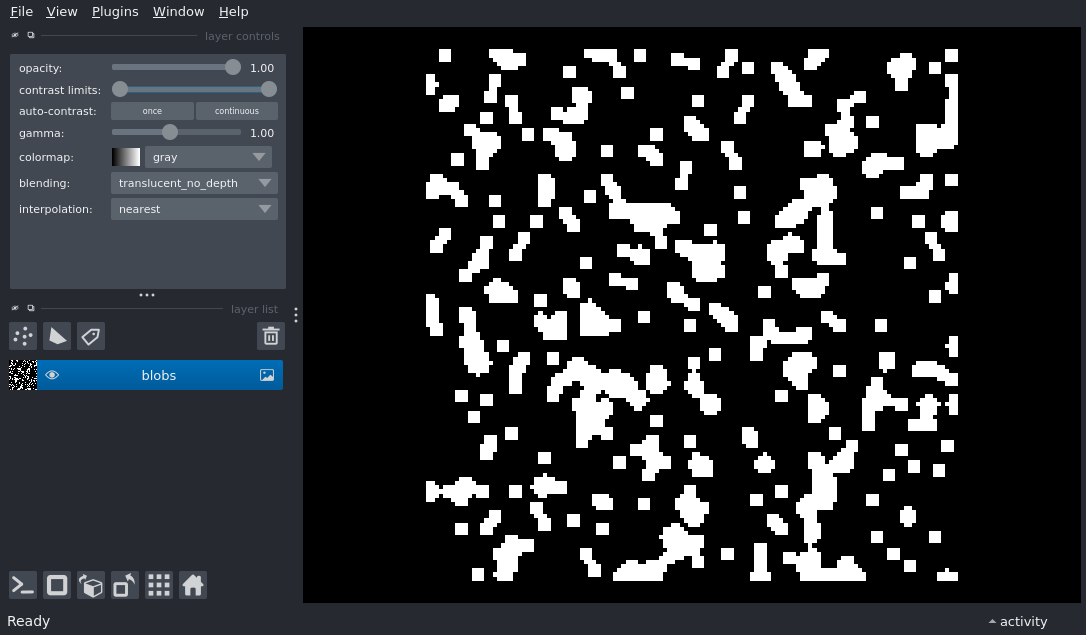 File View Plugins Window Help
layer controls
opacity: 1.00
contrast limits:
auto-contrast: once continuous
gamma: 1.00
colormap: gray
blending: translucent_no_depth
interpolation: nearest
layer list
blobs
Ready activity